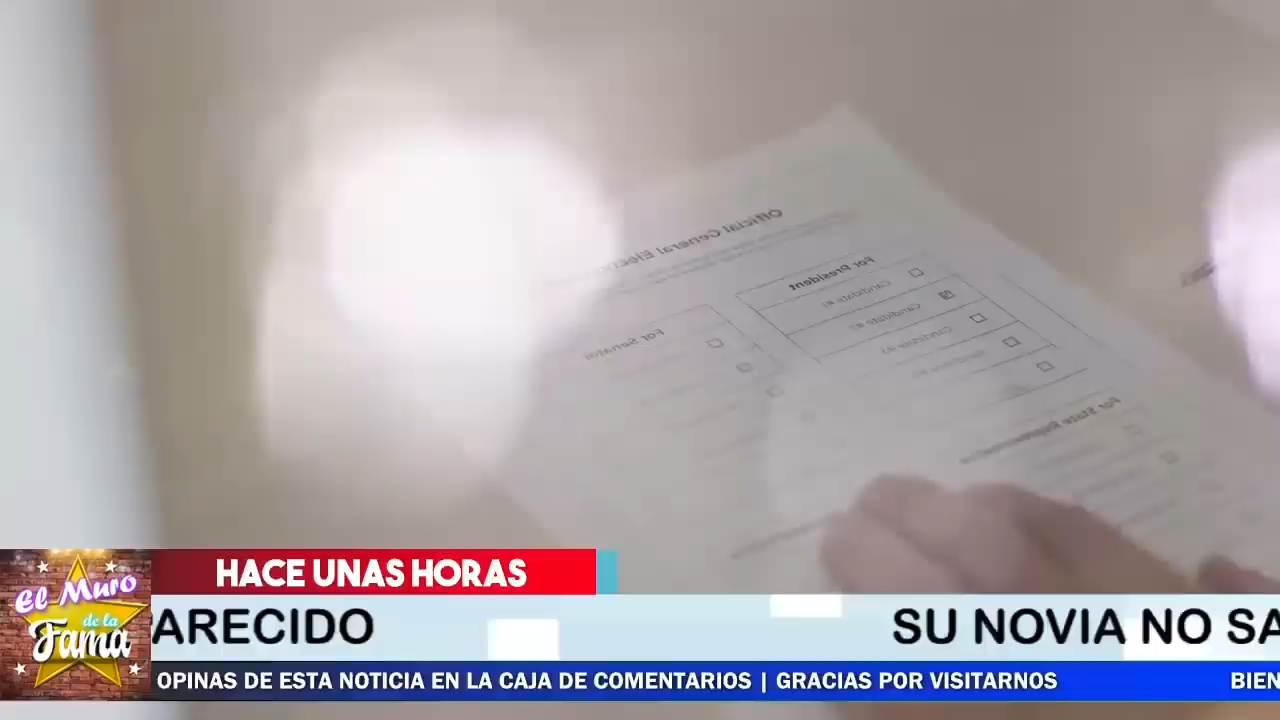 Official General Elect
For President
Candidate #1
Candidate #2
Candidate #3
For Senator
For State Representative
HACE UNAS HORAS
El Muro
de la
Fama
ARECIDO SU NOVIA NO SA
OPINAS DE ESTA NOTICIA EN LA CAJA DE COMENTARIOS | GRACIAS POR VISITARNOS BIEN